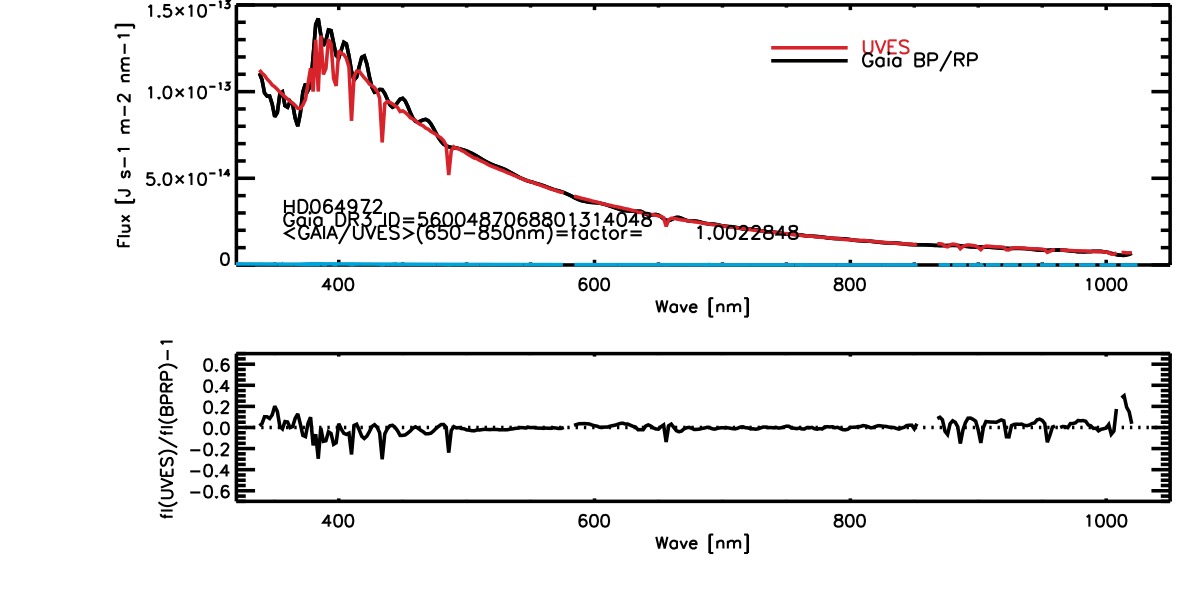 1.5×10−13
1.0×10−13
5.0×10−14
0
Flux [J s−1 m−2 nm−1]
UVES
Gaia BP/RP
HD064972
Gaia DR3 ID=5600487068801314048
<GAIA/UVES>(650−850nm)=factor= 1.0022848
400 600 800 1000
Wave [nm]
0.6
0.4
0.2
0.0
−0.2
−0.4
−0.6
fl(UVES)/fl(BPRP)−1
400 600 800 1000
Wave [nm]